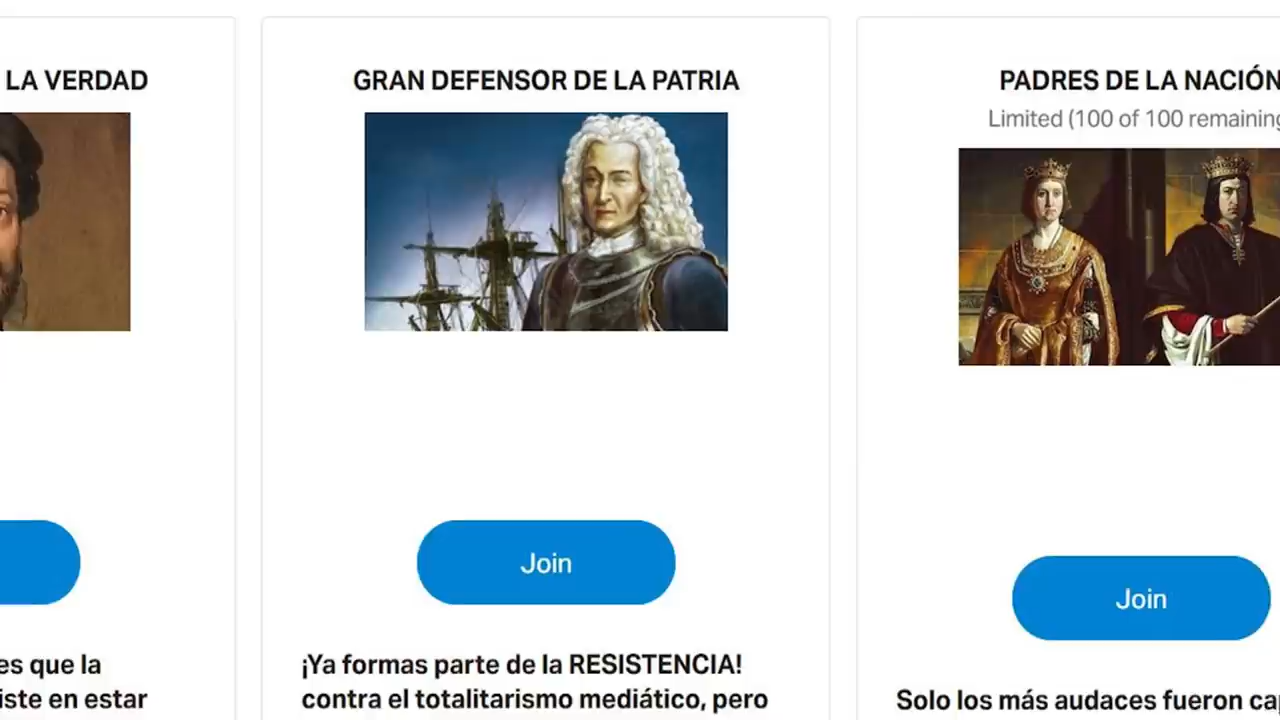 LA VERDAD
es que la
iste en estar
GRAN DEFENSOR DE LA PATRIA
Join
¡Ya formas parte de la RESISTENCIA!
contra el totalitarismo mediático, pero
PADRES DE LA NACIÓN
Limited (100 of 100 remaining
Join
Solo los más audaces fueron cap